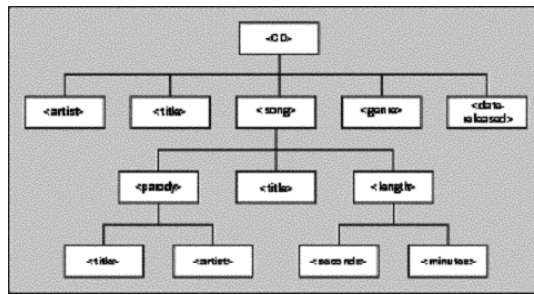 <CD>
<artist>
<title>
<song>
<genre>
<date-
released>
<parody>
<title>
<length>
<title>
<artist>
<seconds>
<minutes>